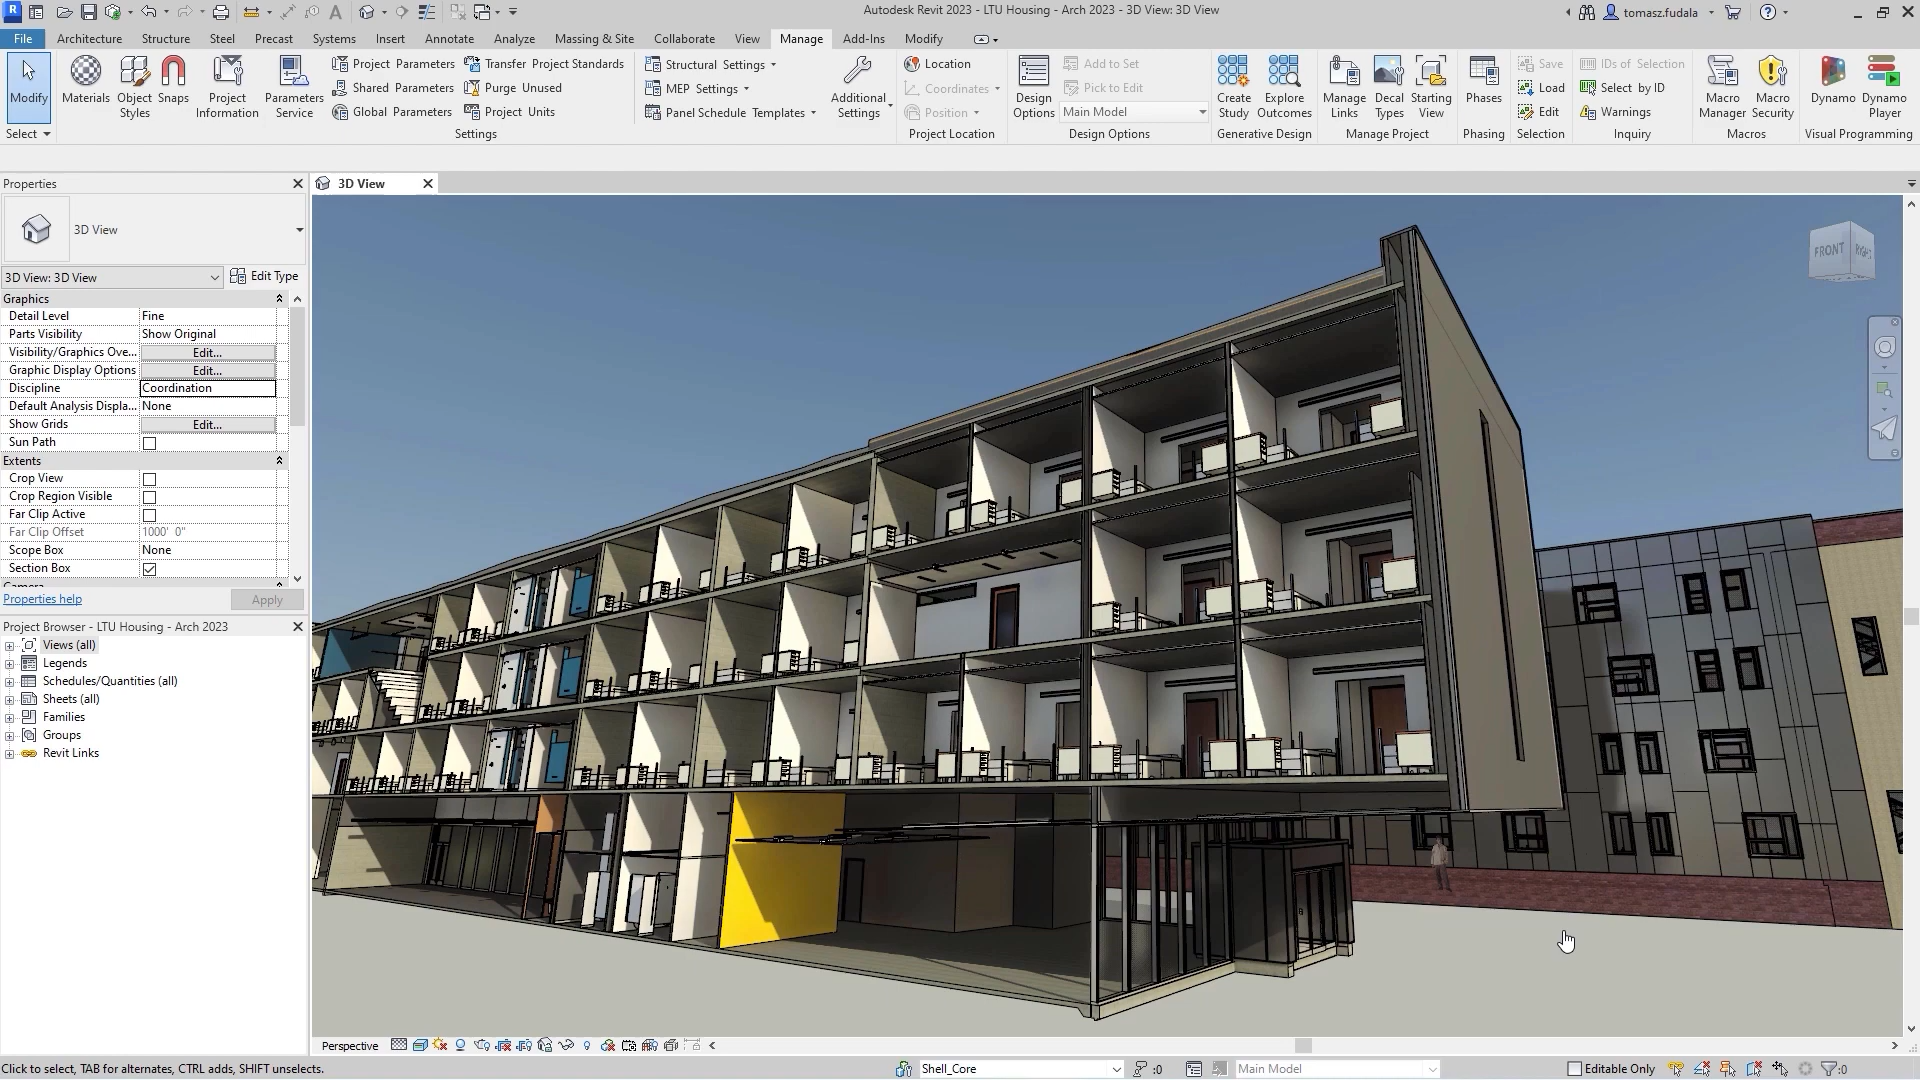 Autodesk Revit 2023 - LTU Housing - Arch 2023 - 3D View: 3D View
tomasz.fudala
File Architecture Structure Steel Precast Systems Insert Annotate Analyze Massing & Site Collaborate View Manage Add-Ins Modify
Modify
Materials
Object Styles
Snaps
Project Information
Parameters Service
Project Parameters
Shared Parameters
Global Parameters
Transfer Project Standards
Purge Unused
Project Units
Structural Settings
MEP Settings
Panel Schedule Templates
Additional Settings
Location
Coordinates
Position
Design Options
Add to Set
Pick to Edit
Main Model
Create Study
Explore Outcomes
Manage Links
Decal Types
Starting View
Phases
Save
Load
Edit
IDs of Selection
Select by ID
Warnings
Macro Manager
Macro Security
Dynamo
Dynamo Player
Select Settings Project Location Design Options Generative Design Manage Project Phasing Selection Inquiry Macros Visual Programming
Properties
3D View
3D View
3D View: 3D View Edit Type
Graphics
Detail Level Fine
Parts Visibility Show Original
Visibility/Graphics Ove... Edit...
Graphic Display Options Edit...
Discipline Coordination
Default Analysis Displa... None
Show Grids Edit...
Sun Path
Extents
Crop View
Crop Region Visible
Far Clip Active
Far Clip Offset 1000' 0"
Scope Box None
Section Box
Camera
Properties help Apply
Project Browser - LTU Housing - Arch 2023
Views (all)
Legends
Schedules/Quantities (all)
Sheets (all)
Families
Groups
Revit Links
FRONT RIGHT
Perspective
Click to select, TAB for alternates, CTRL adds, SHIFT unselects.
Shell_Core
:0
Main Model
Editable Only
:0